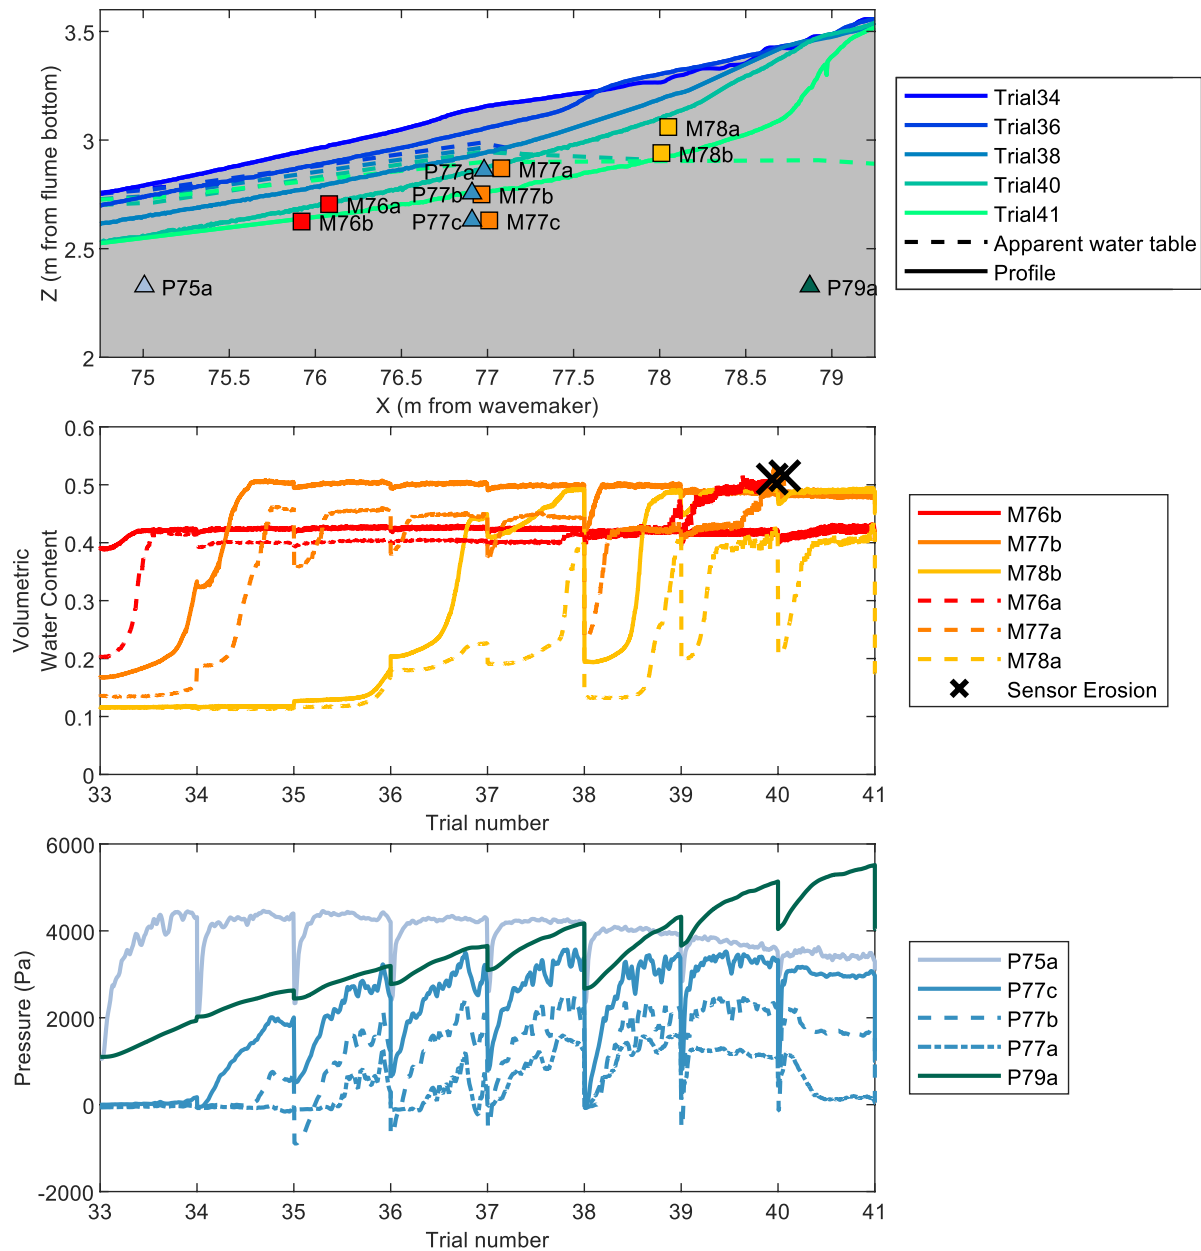 3.5
3
2.5
2
Z (m from flume bottom)
75
75.5
76
76.5
77
77.5
78
78.5
79
X (m from wavemaker)
M78a
M78b
P77a
M77a
P77b
M77b
P77c
M77c
M76a
M76b
P75a
P79a
Trial34
Trial36
Trial38
Trial40
Trial41
Apparent water table
Profile
0.6
0.5
0.4
0.3
0.2
0.1
0
Volumetric
Water Content
33
34
35
36
37
38
39
40
41
Trial number
M76b
M77b
M78b
M76a
M77a
M78a
Sensor Erosion
6000
4000
2000
0
-2000
Pressure (Pa)
33
34
35
36
37
38
39
40
41
Trial number
P75a
P77c
P77b
P77a
P79a